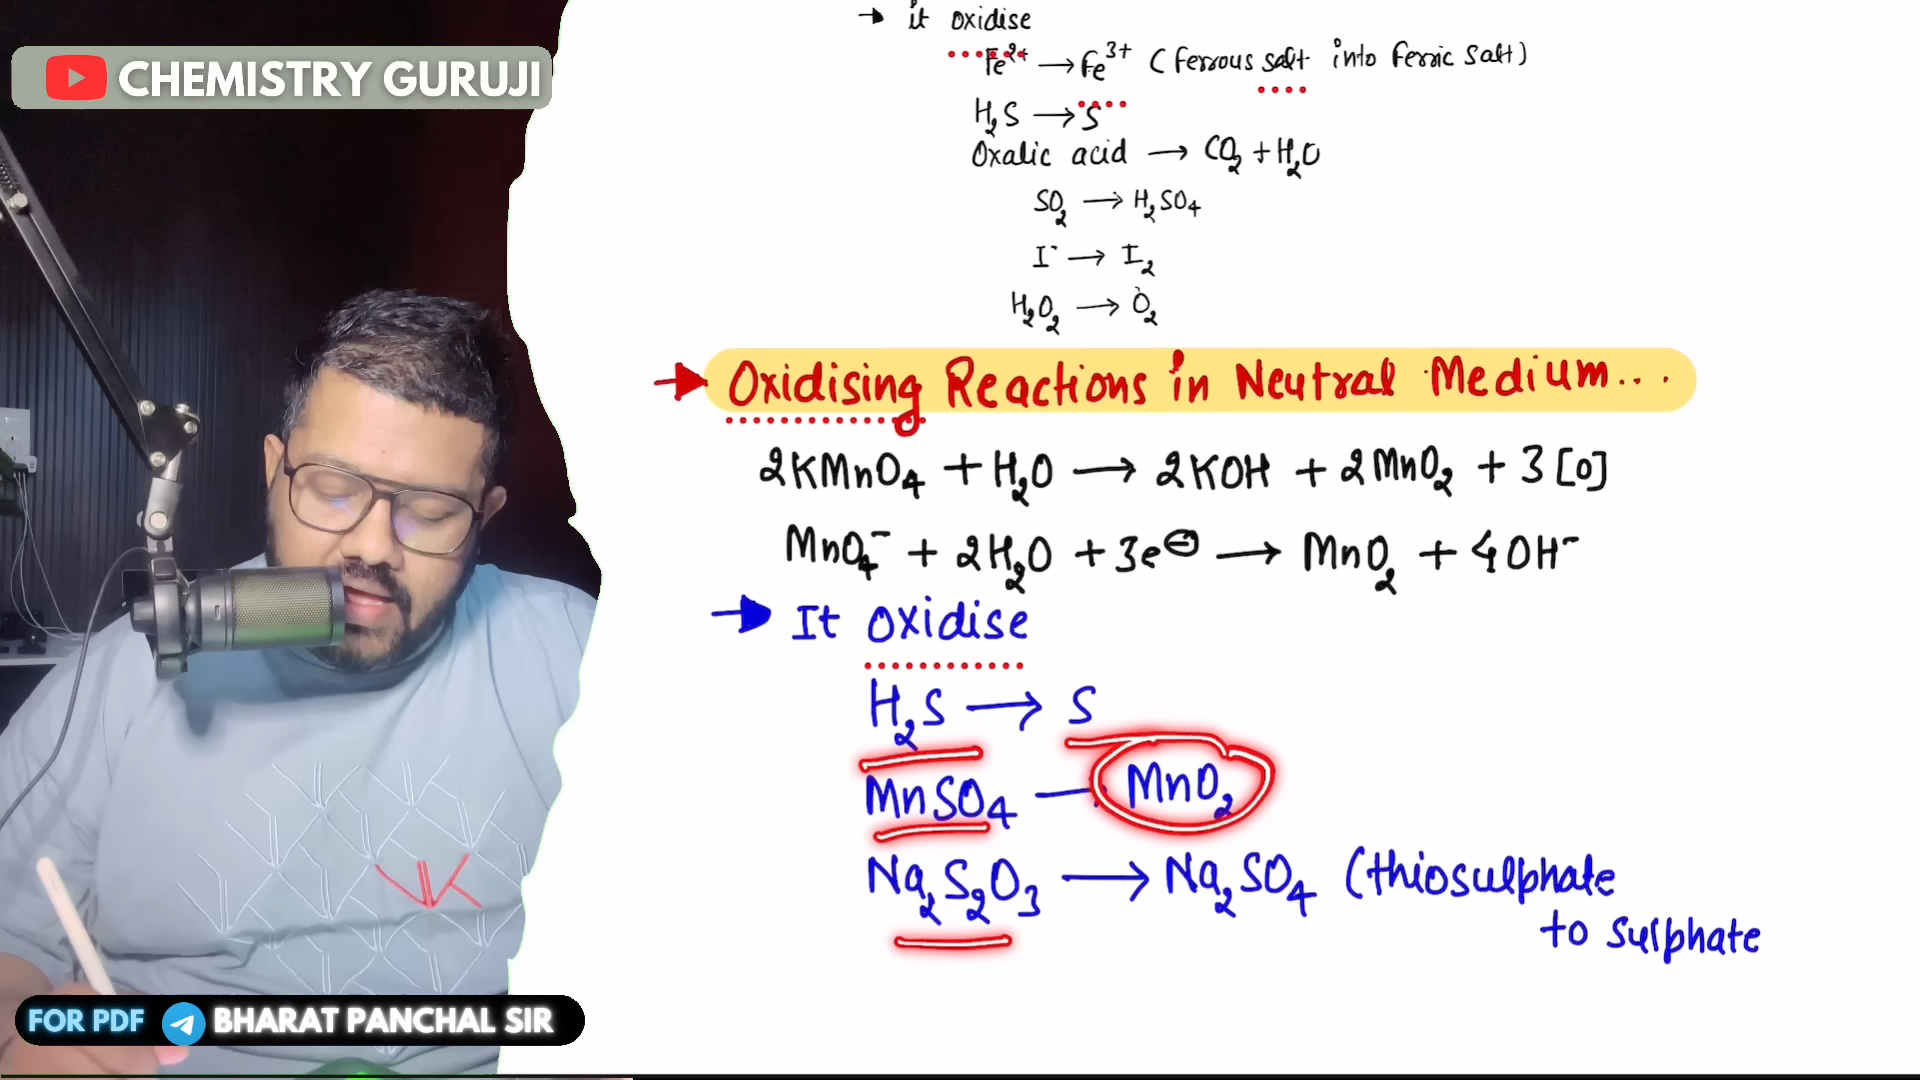 CHEMISTRY GURUJI
→ it oxidise
Fe²⁺ → Fe³⁺ (ferrous salt into ferric salt)
H₂S → S
Oxalic acid → CO₂ + H₂O
SO₂ → H₂SO₄
I⁻ → I₂
H₂O₂ → O₂
→ Oxidising Reactions in Neutral Medium...
2KMnO₄ + H₂O → 2KOH + 2MnO₂ + 3[O]
MnO₄⁻ + 2H₂O + 3e⊖ → MnO₂ + 4OH⁻
→ It oxidise
H₂S → S
MnSO₄ → MnO₂
Na₂S₂O₃ → Na₂SO₄ (thiosulphate
to sulphate
FOR PDF BHARAT PANCHAL SIR